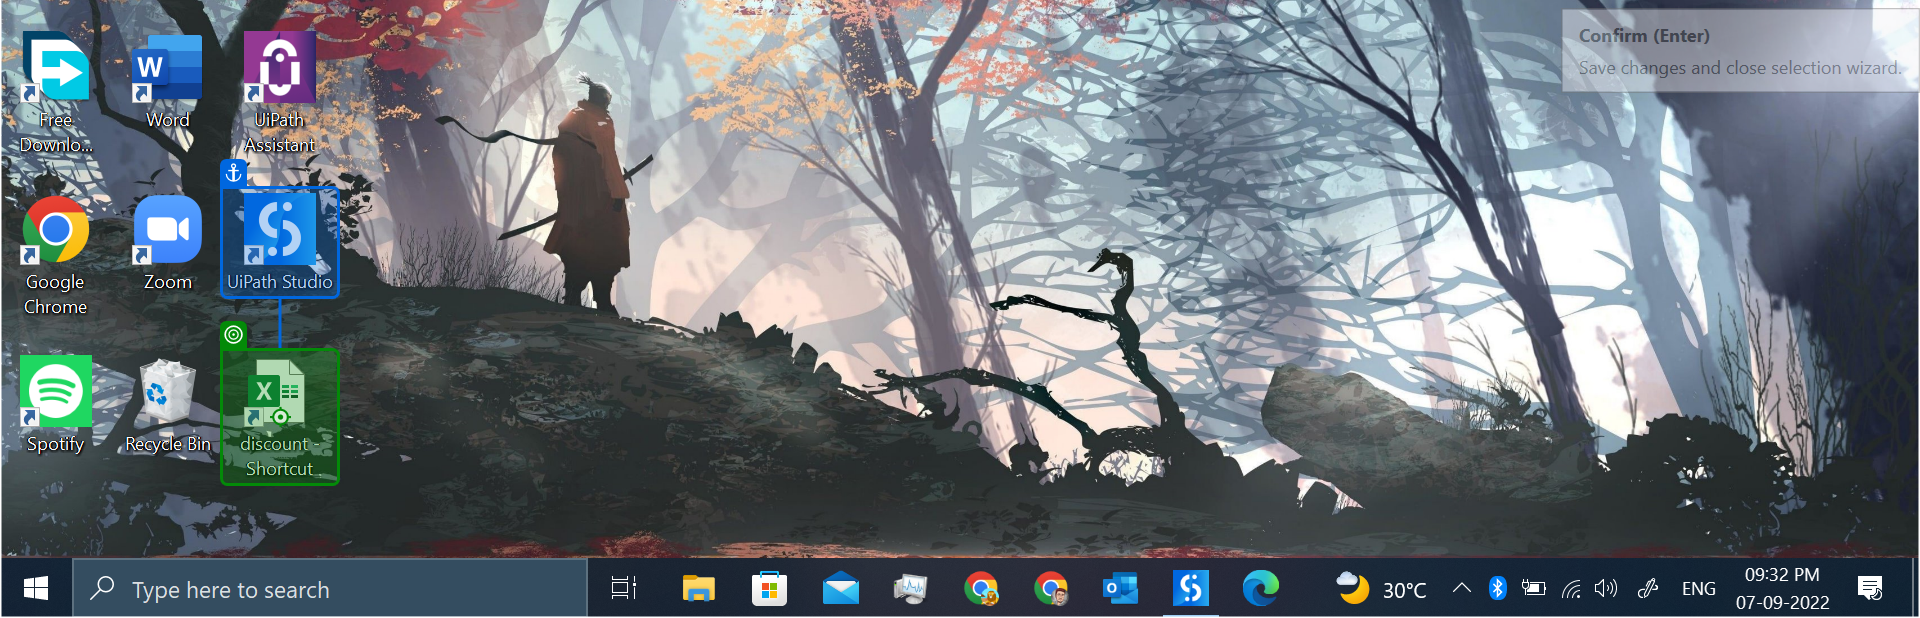 Confirm (Enter)
Save changes and close selection wizard.
Free
Downlo...
W
Word
UiPath
Assistant
Google
Chrome
Zoom
UiPath Studio
Spotify
Recycle Bin
X
discount -
Shortcut
Type here to search
30°C
ENG
09:32 PM
07-09-2022